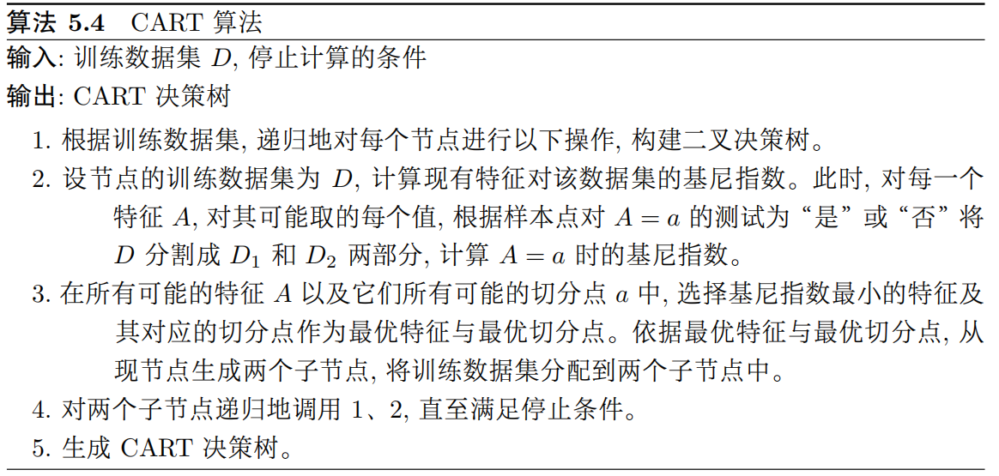 算法 5.4 CART 算法
输入: 训练数据集 D, 停止计算的条件
输出: CART 决策树
1. 根据训练数据集, 递归地对每个节点进行以下操作, 构建二叉决策树。
2. 设节点的训练数据集为 D, 计算现有特征对该数据集的基尼指数。此时, 对每一个
特征 A, 对其可能取的每个值, 根据样本点对 A = a 的测试为 “是” 或 “否” 将
D 分割成 D₁ 和 D₂ 两部分, 计算 A = a 时的基尼指数。
3. 在所有可能的特征 A 以及它们所有可能的切分点 a 中, 选择基尼指数最小的特征及
其对应的切分点作为最优特征与最优切分点。依据最优特征与最优切分点, 从
现节点生成两个子节点, 将训练数据集分配到两个子节点中。
4. 对两个子节点递归地调用 1、2, 直至满足停止条件。
5. 生成 CART 决策树。